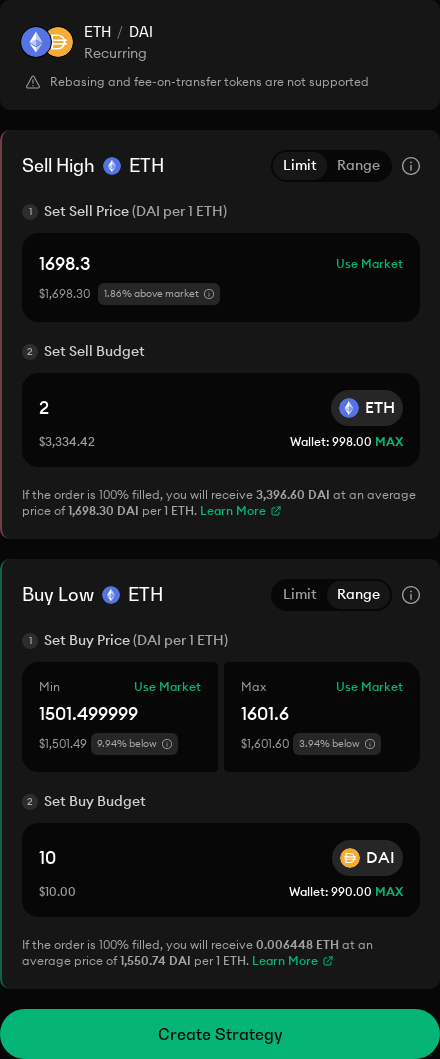 ETH / DAI
Recurring
Rebasing and fee-on-transfer tokens are not supported
Sell High ETH Limit Range
1 Set Sell Price (DAI per 1 ETH)
1698.3 Use Market
$1,698.30 1.86% above market
2 Set Sell Budget
2 ETH
$3,334.42 Wallet: 998.00 MAX
If the order is 100% filled, you will receive 3,396.60 DAI at an average
price of 1,698.30 DAI per 1 ETH. Learn More
Buy Low ETH Limit Range
1 Set Buy Price (DAI per 1 ETH)
Min Use Market Max Use Market
1501.499999 1601.6
$1,501.49 9.94% below $1,601.60 3.94% below
2 Set Buy Budget
10 DAI
$10.00 Wallet: 990.00 MAX
If the order is 100% filled, you will receive 0.006448 ETH at an
average price of 1,550.74 DAI per 1 ETH. Learn More
Create Strategy